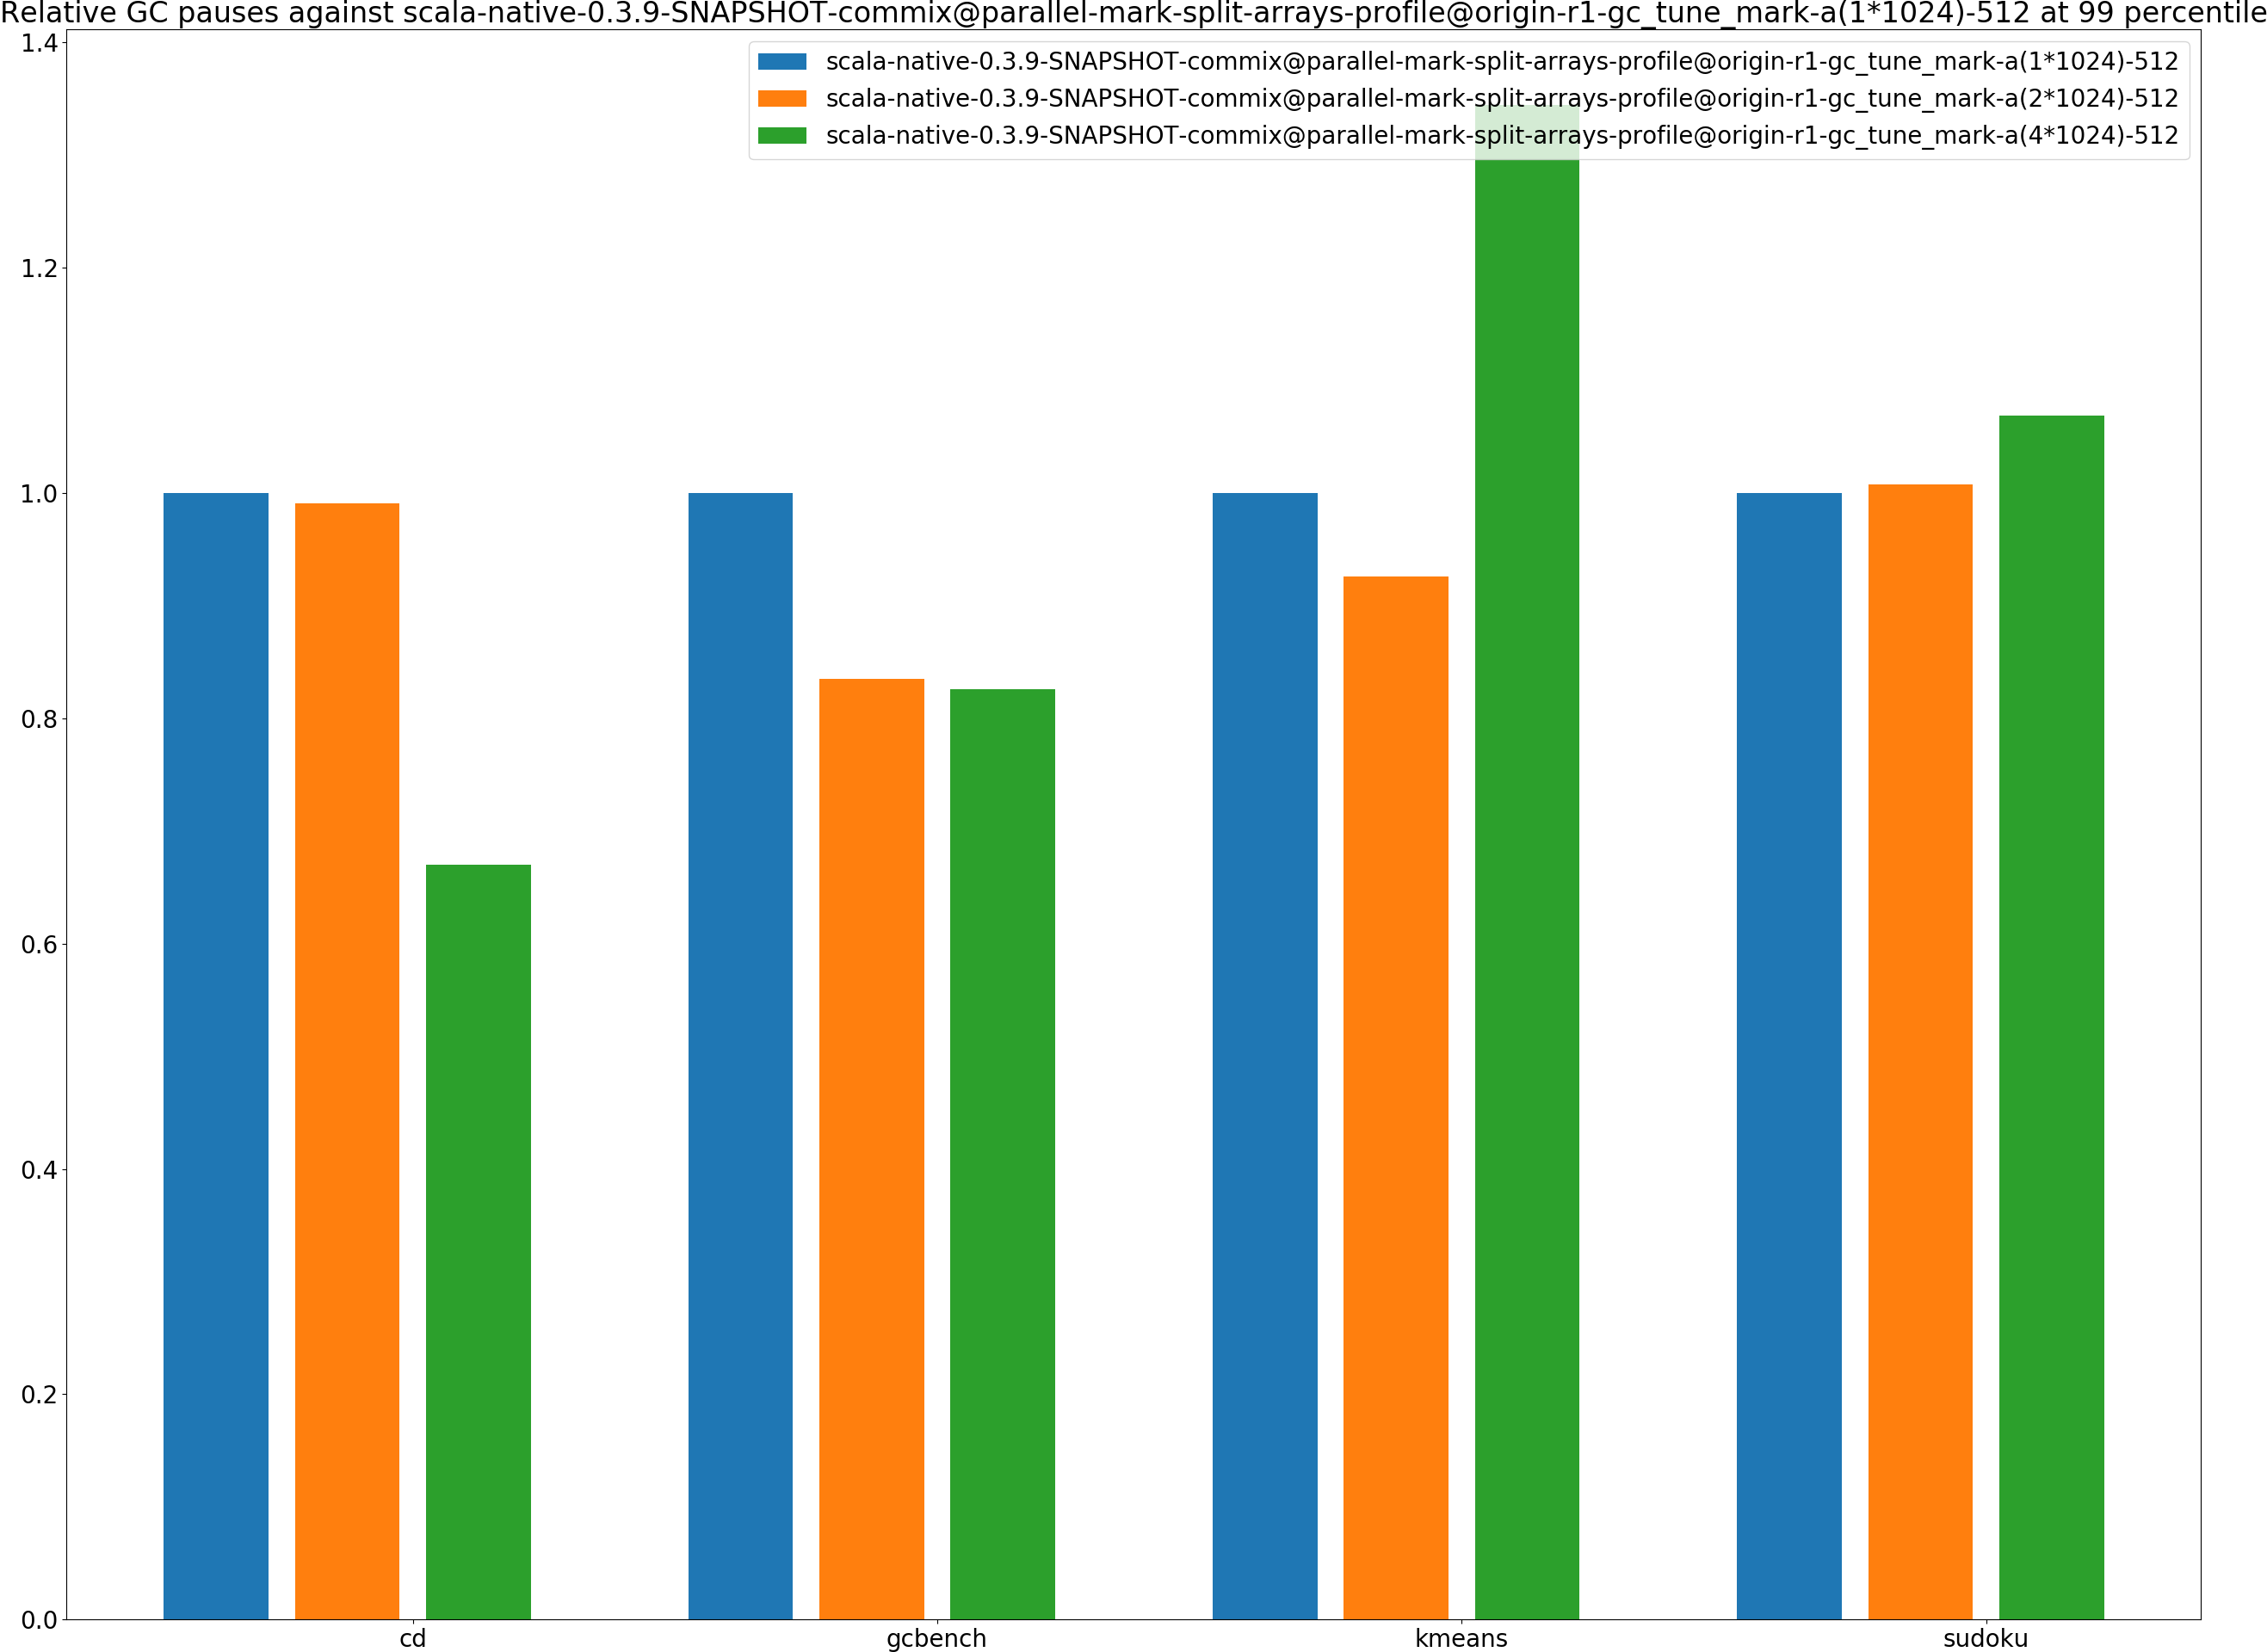 Relative GC pauses against scala-native-0.3.9-SNAPSHOT-commix@parallel-mark-split-arrays-profile@origin-r1-gc_tune_mark-a(1*1024)-512 at 99 percentile
1.4
scala-native-0.3.9-SNAPSHOT-commix@parallel-mark-split-arrays-profile@origin-r1-gc_tune_mark-a(1*1024)-512
scala-native-0.3.9-SNAPSHOT-commix@parallel-mark-split-arrays-profile@origin-r1-gc_tune_mark-a(2*1024)-512
scala-native-0.3.9-SNAPSHOT-commix@parallel-mark-split-arrays-profile@origin-r1-gc_tune_mark-a(4*1024)-512
1.2
1.0
0.8
0.6
0.4
0.2
0.0
cd gcbench kmeans sudoku